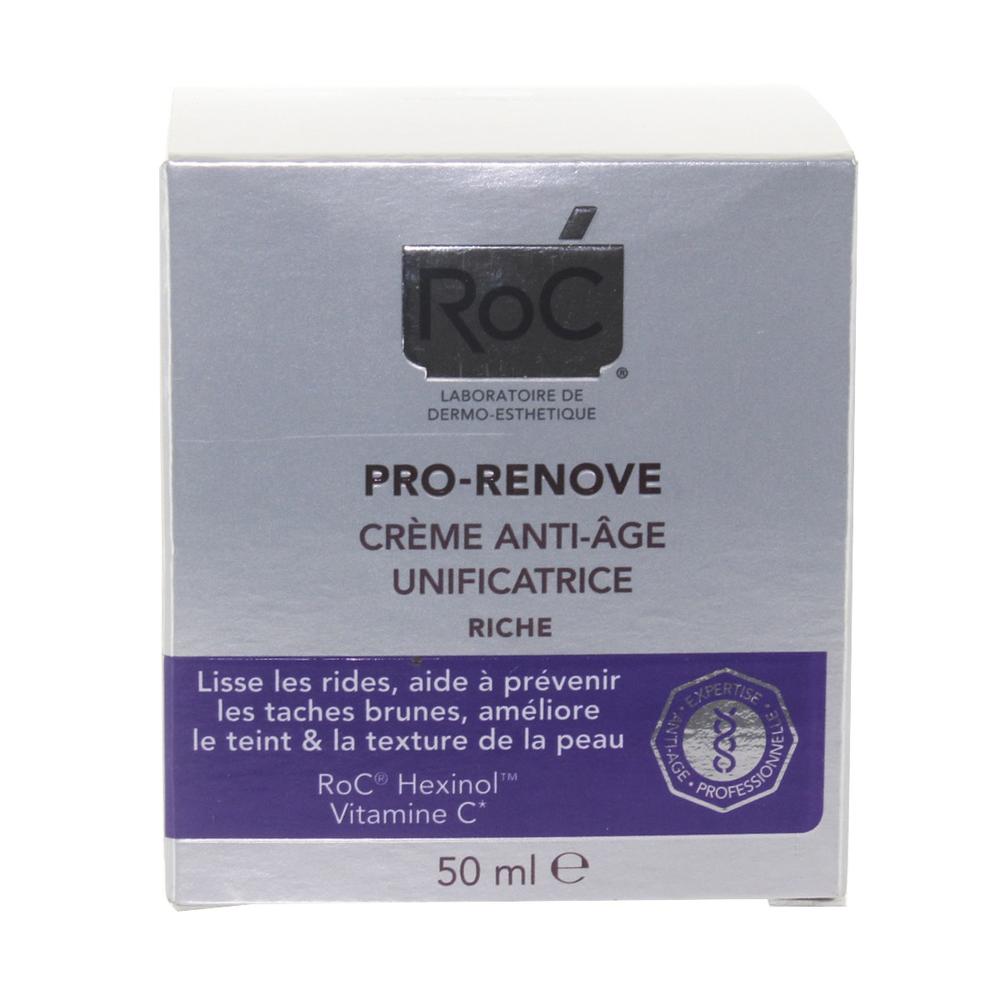 RoC®
LABORATOIRE DE
DERMO-ESTHETIQUE
PRO-RENOVE
CRÈME ANTI-ÂGE
UNIFICATRICE
RICHE
Lisse les rides, aide à prévenir
les taches brunes, améliore
le teint & la texture de la peau
RoC® Hexinol™
Vitamine C*
• EXPERTISE • ANTI-AGE • PROFESSIONNELLE
50 ml ℮